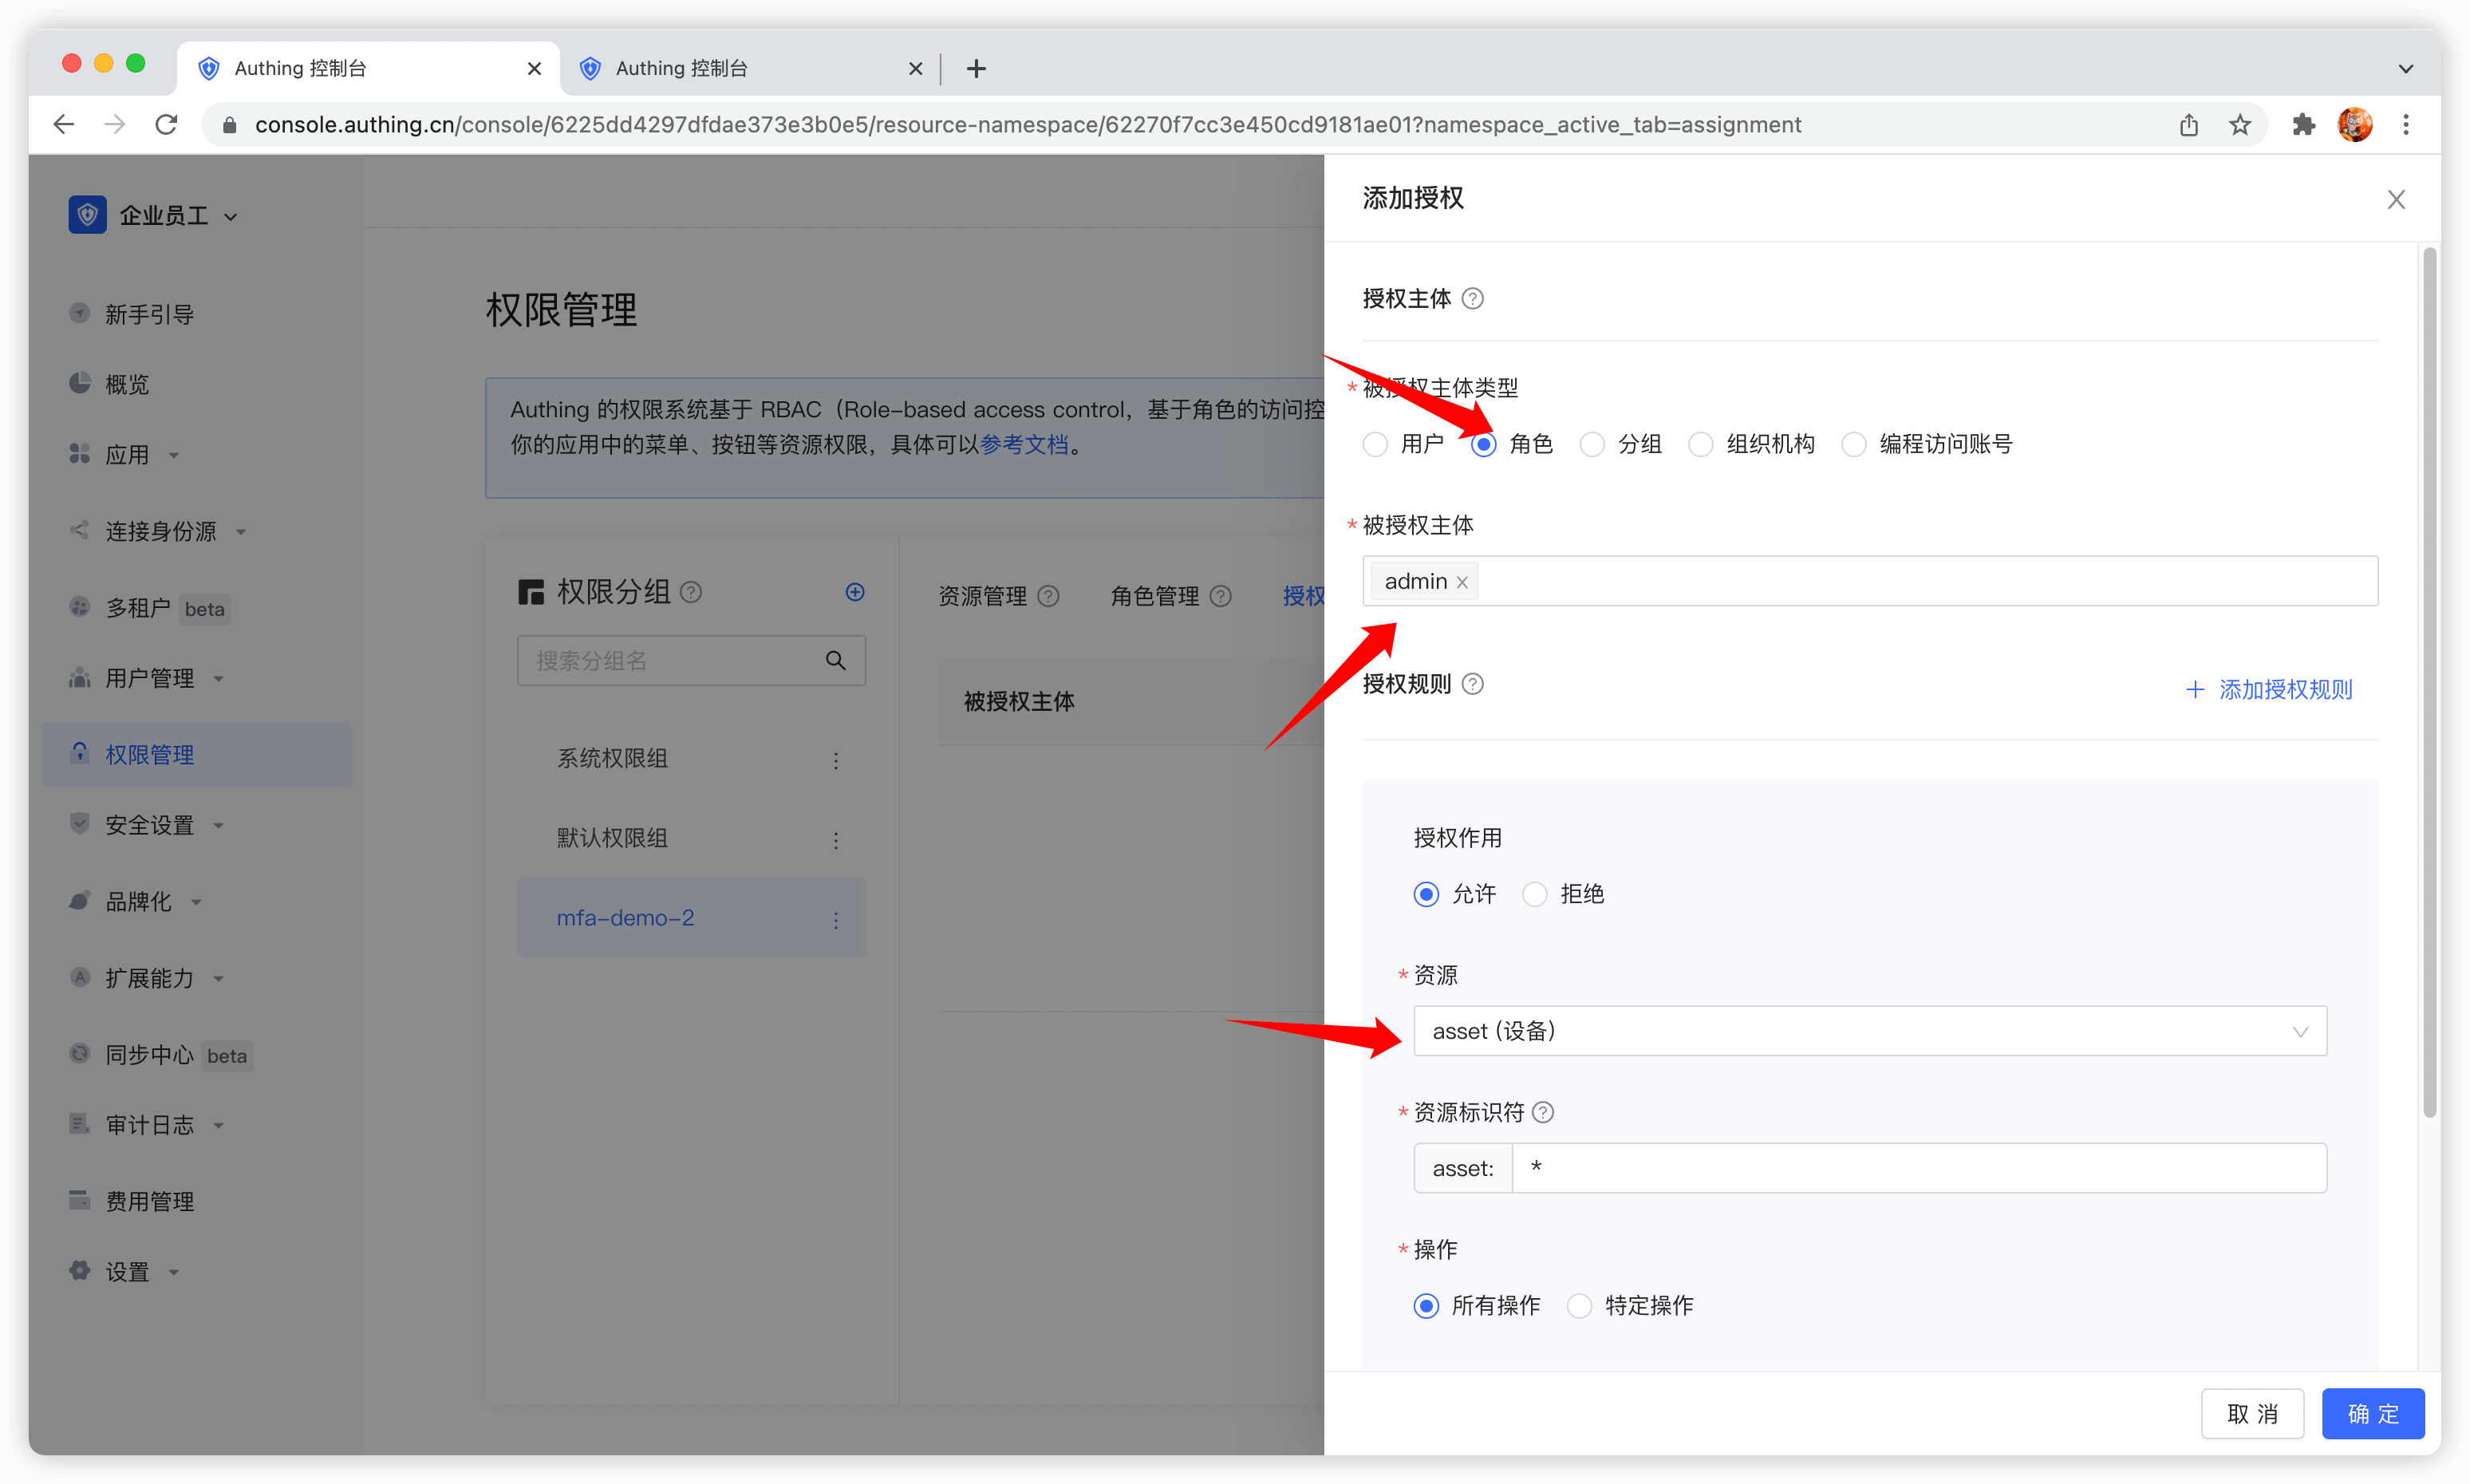 Authing 控制台
Authing 控制台
console.authing.cn/console/6225dd4297dfdae373e3b0e5/resource-namespace/62270f7cc3e450cd9181ae01?namespace_active_tab=assignment
企业员工
新手引导
概览
应用
连接身份源
多租户 beta
用户管理
权限管理
安全设置
品牌化
扩展能力
同步中心 beta
审计日志
费用管理
设置
权限管理
Authing 的权限系统基于 RBAC（Role-based access control，基于角色的访问控
你的应用中的菜单、按钮等资源权限，具体可以参考文档。
权限分组
搜索分组名
系统权限组
默认权限组
mfa-demo-2
资源管理 角色管理 授权
被授权主体
添加授权
授权主体
* 被授权主体类型
用户 角色 分组 组织机构 编程访问账号
* 被授权主体
admin
授权规则
+ 添加授权规则
授权作用
允许 拒绝
* 资源
asset (设备)
* 资源标识符
asset: *
* 操作
所有操作 特定操作
取 消 确 定